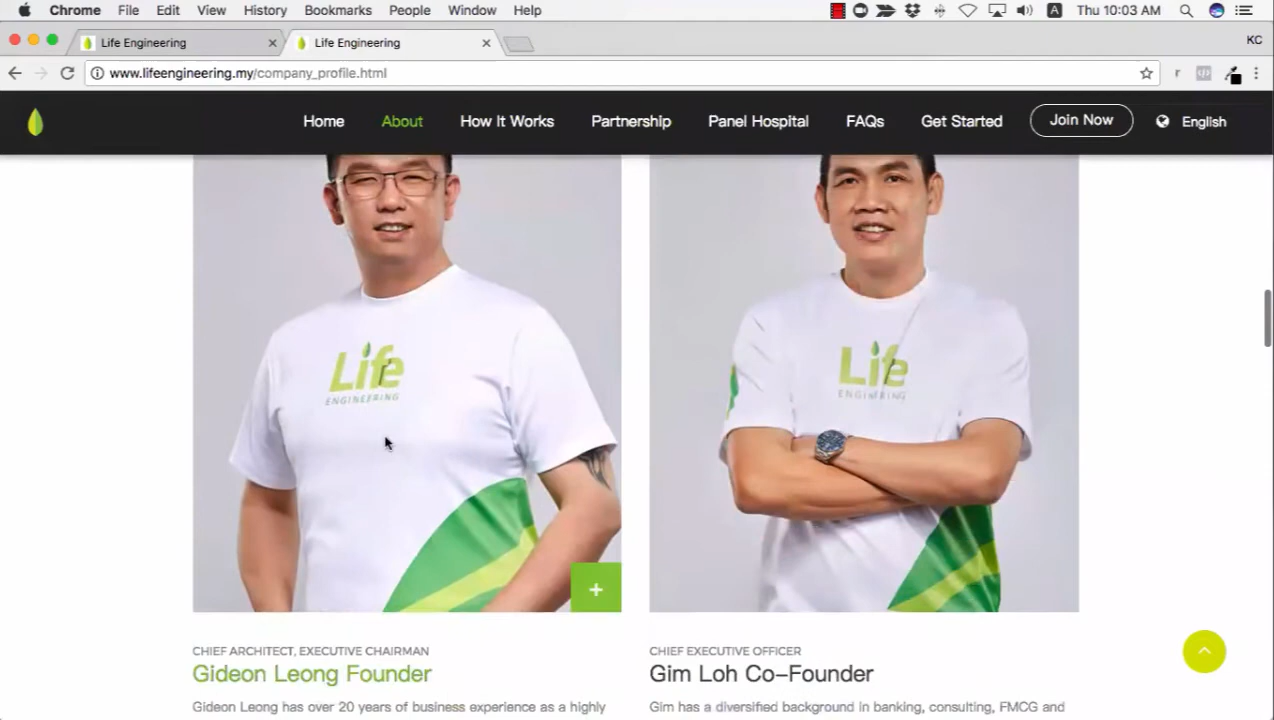 Chrome File Edit View History Bookmarks People Window Help A Thu 10:03 AM
Life Engineering Life Engineering KC
www.lifeengineering.my/company_profile.html
Home About How It Works Partnership Panel Hospital FAQs Get Started Join Now English
Life
ENGINEERING
Life
ENGINEERING
CHIEF ARCHITECT, EXECUTIVE CHAIRMAN
Gideon Leong Founder
Gideon Leong has over 20 years of business experience as a highly
CHIEF EXECUTIVE OFFICER
Gim Loh Co-Founder
Gim has a diversified background in banking, consulting, FMCG and